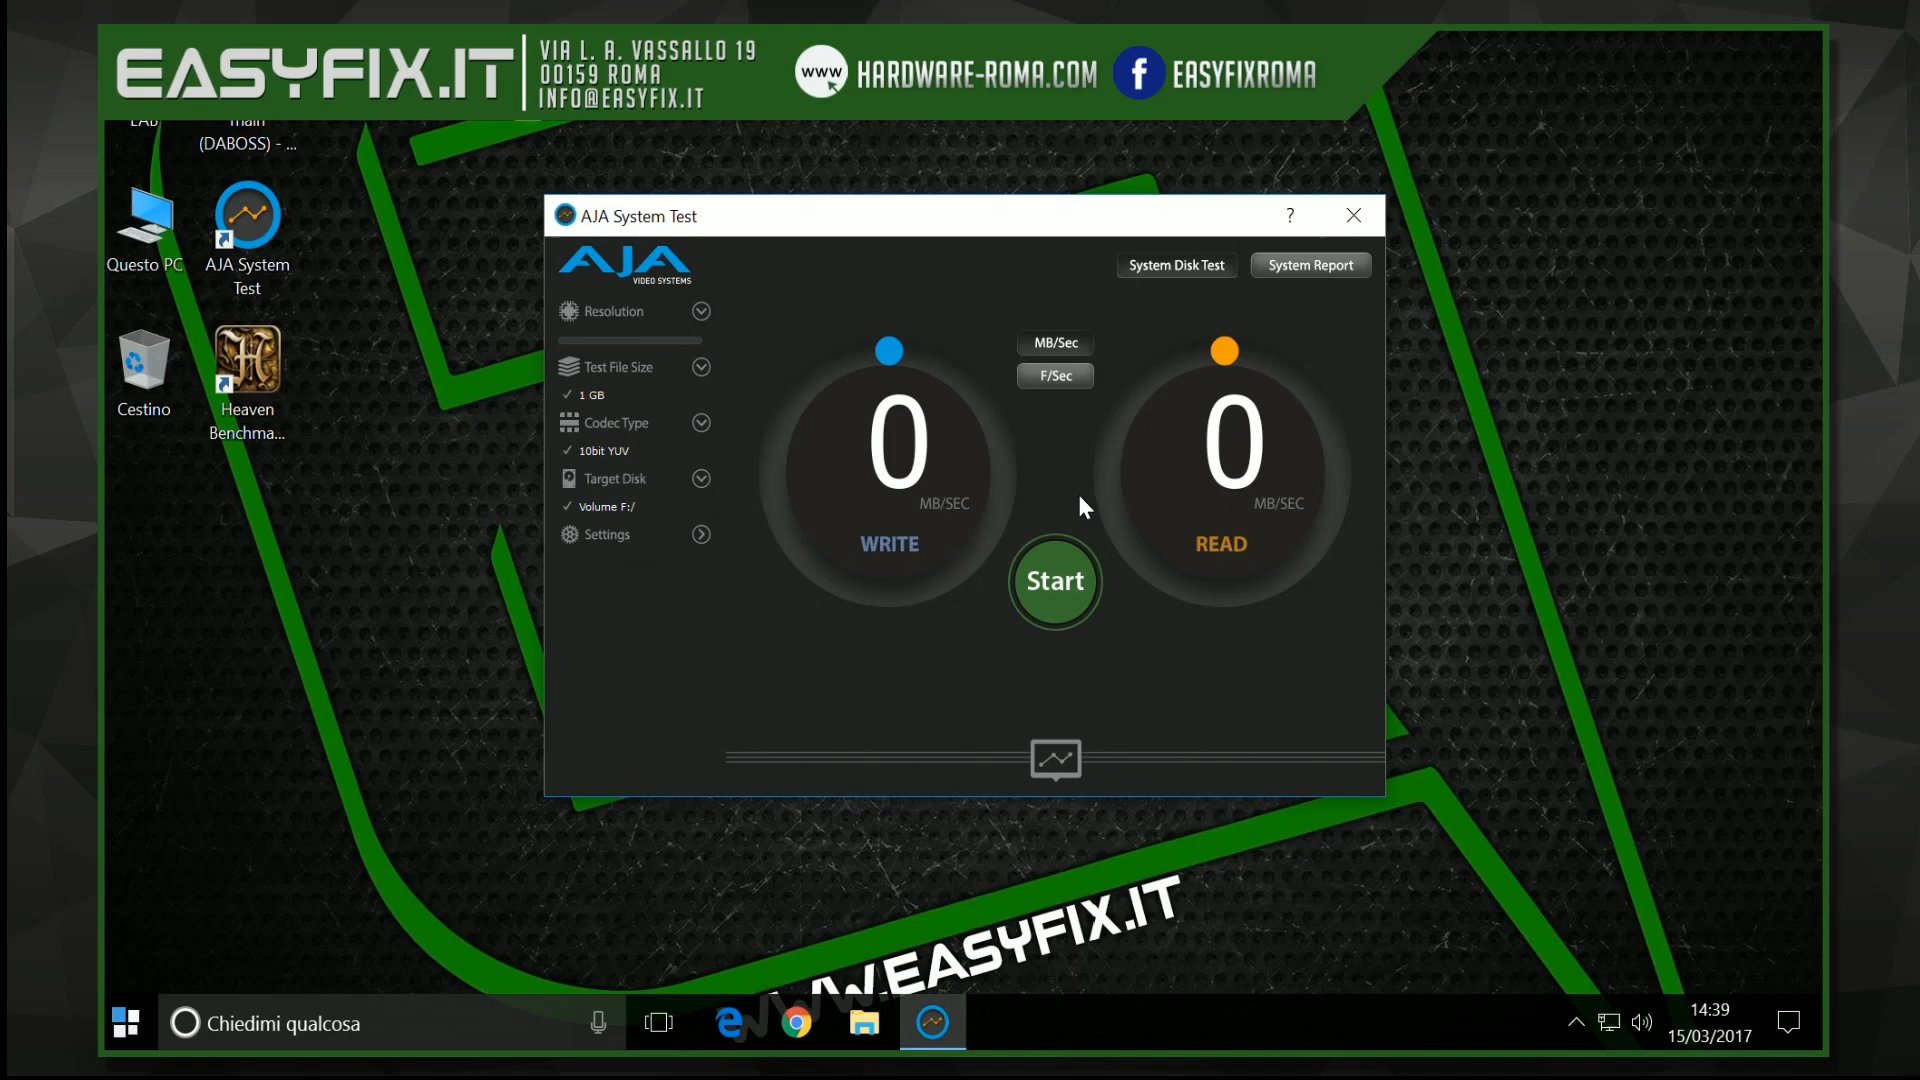 EASYFIX.IT
VIA L. A. VASSALLO 19
00159 ROMA
INFO@EASYFIX.IT
WWW
HARDWARE-ROMA.COM
f
EASYFIXROMA
LAB
main
(DABOSS) - ...
Questo PC
AJA System
Test
Cestino
Heaven
Benchma...
AJA System Test
?
AJA
VIDEO SYSTEMS
System Disk Test
System Report
Resolution
Test File Size
✓ 1 GB
Codec Type
✓ 10bit YUV
Target Disk
✓ Volume F:/
Settings
MB/Sec
F/Sec
0
MB/SEC
WRITE
0
MB/SEC
READ
Start
WWW.EASYFIX.IT
Chiedimi qualcosa
14:39
15/03/2017